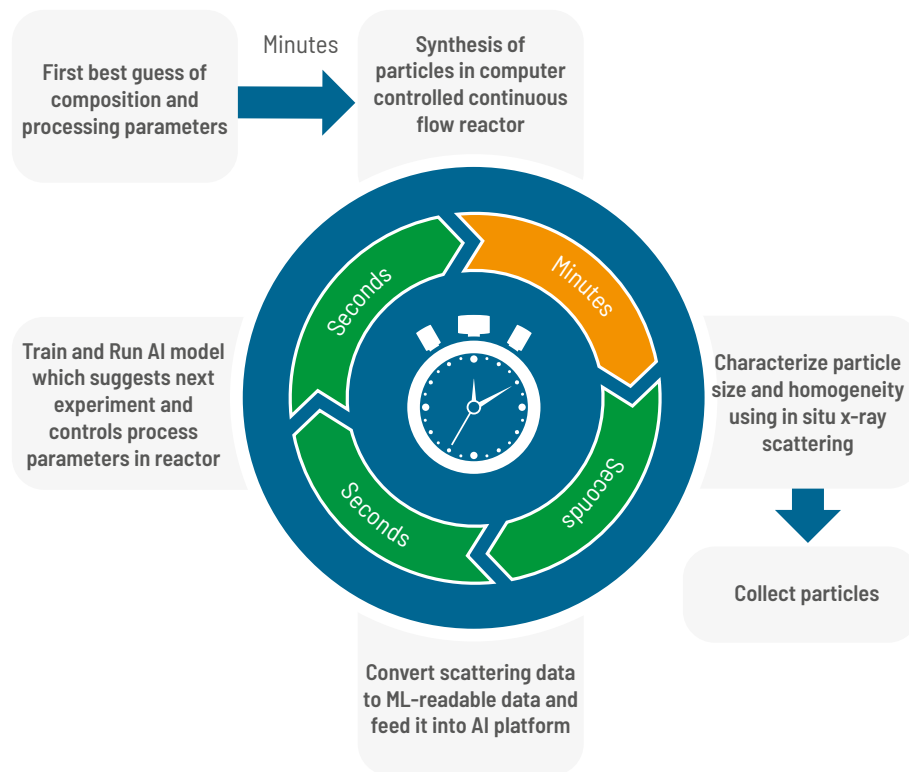 First best guess of
composition and
processing parameters
Minutes
Synthesis of
particles in computer
controlled continuous
flow reactor
Minutes
Seconds
Characterize particle
size and homogeneity
using in situ x-ray
scattering
Collect particles
Seconds
Convert scattering data
to ML-readable data and
feed it into AI platform
Seconds
Train and Run AI model
which suggests next
experiment and
controls process
parameters in reactor